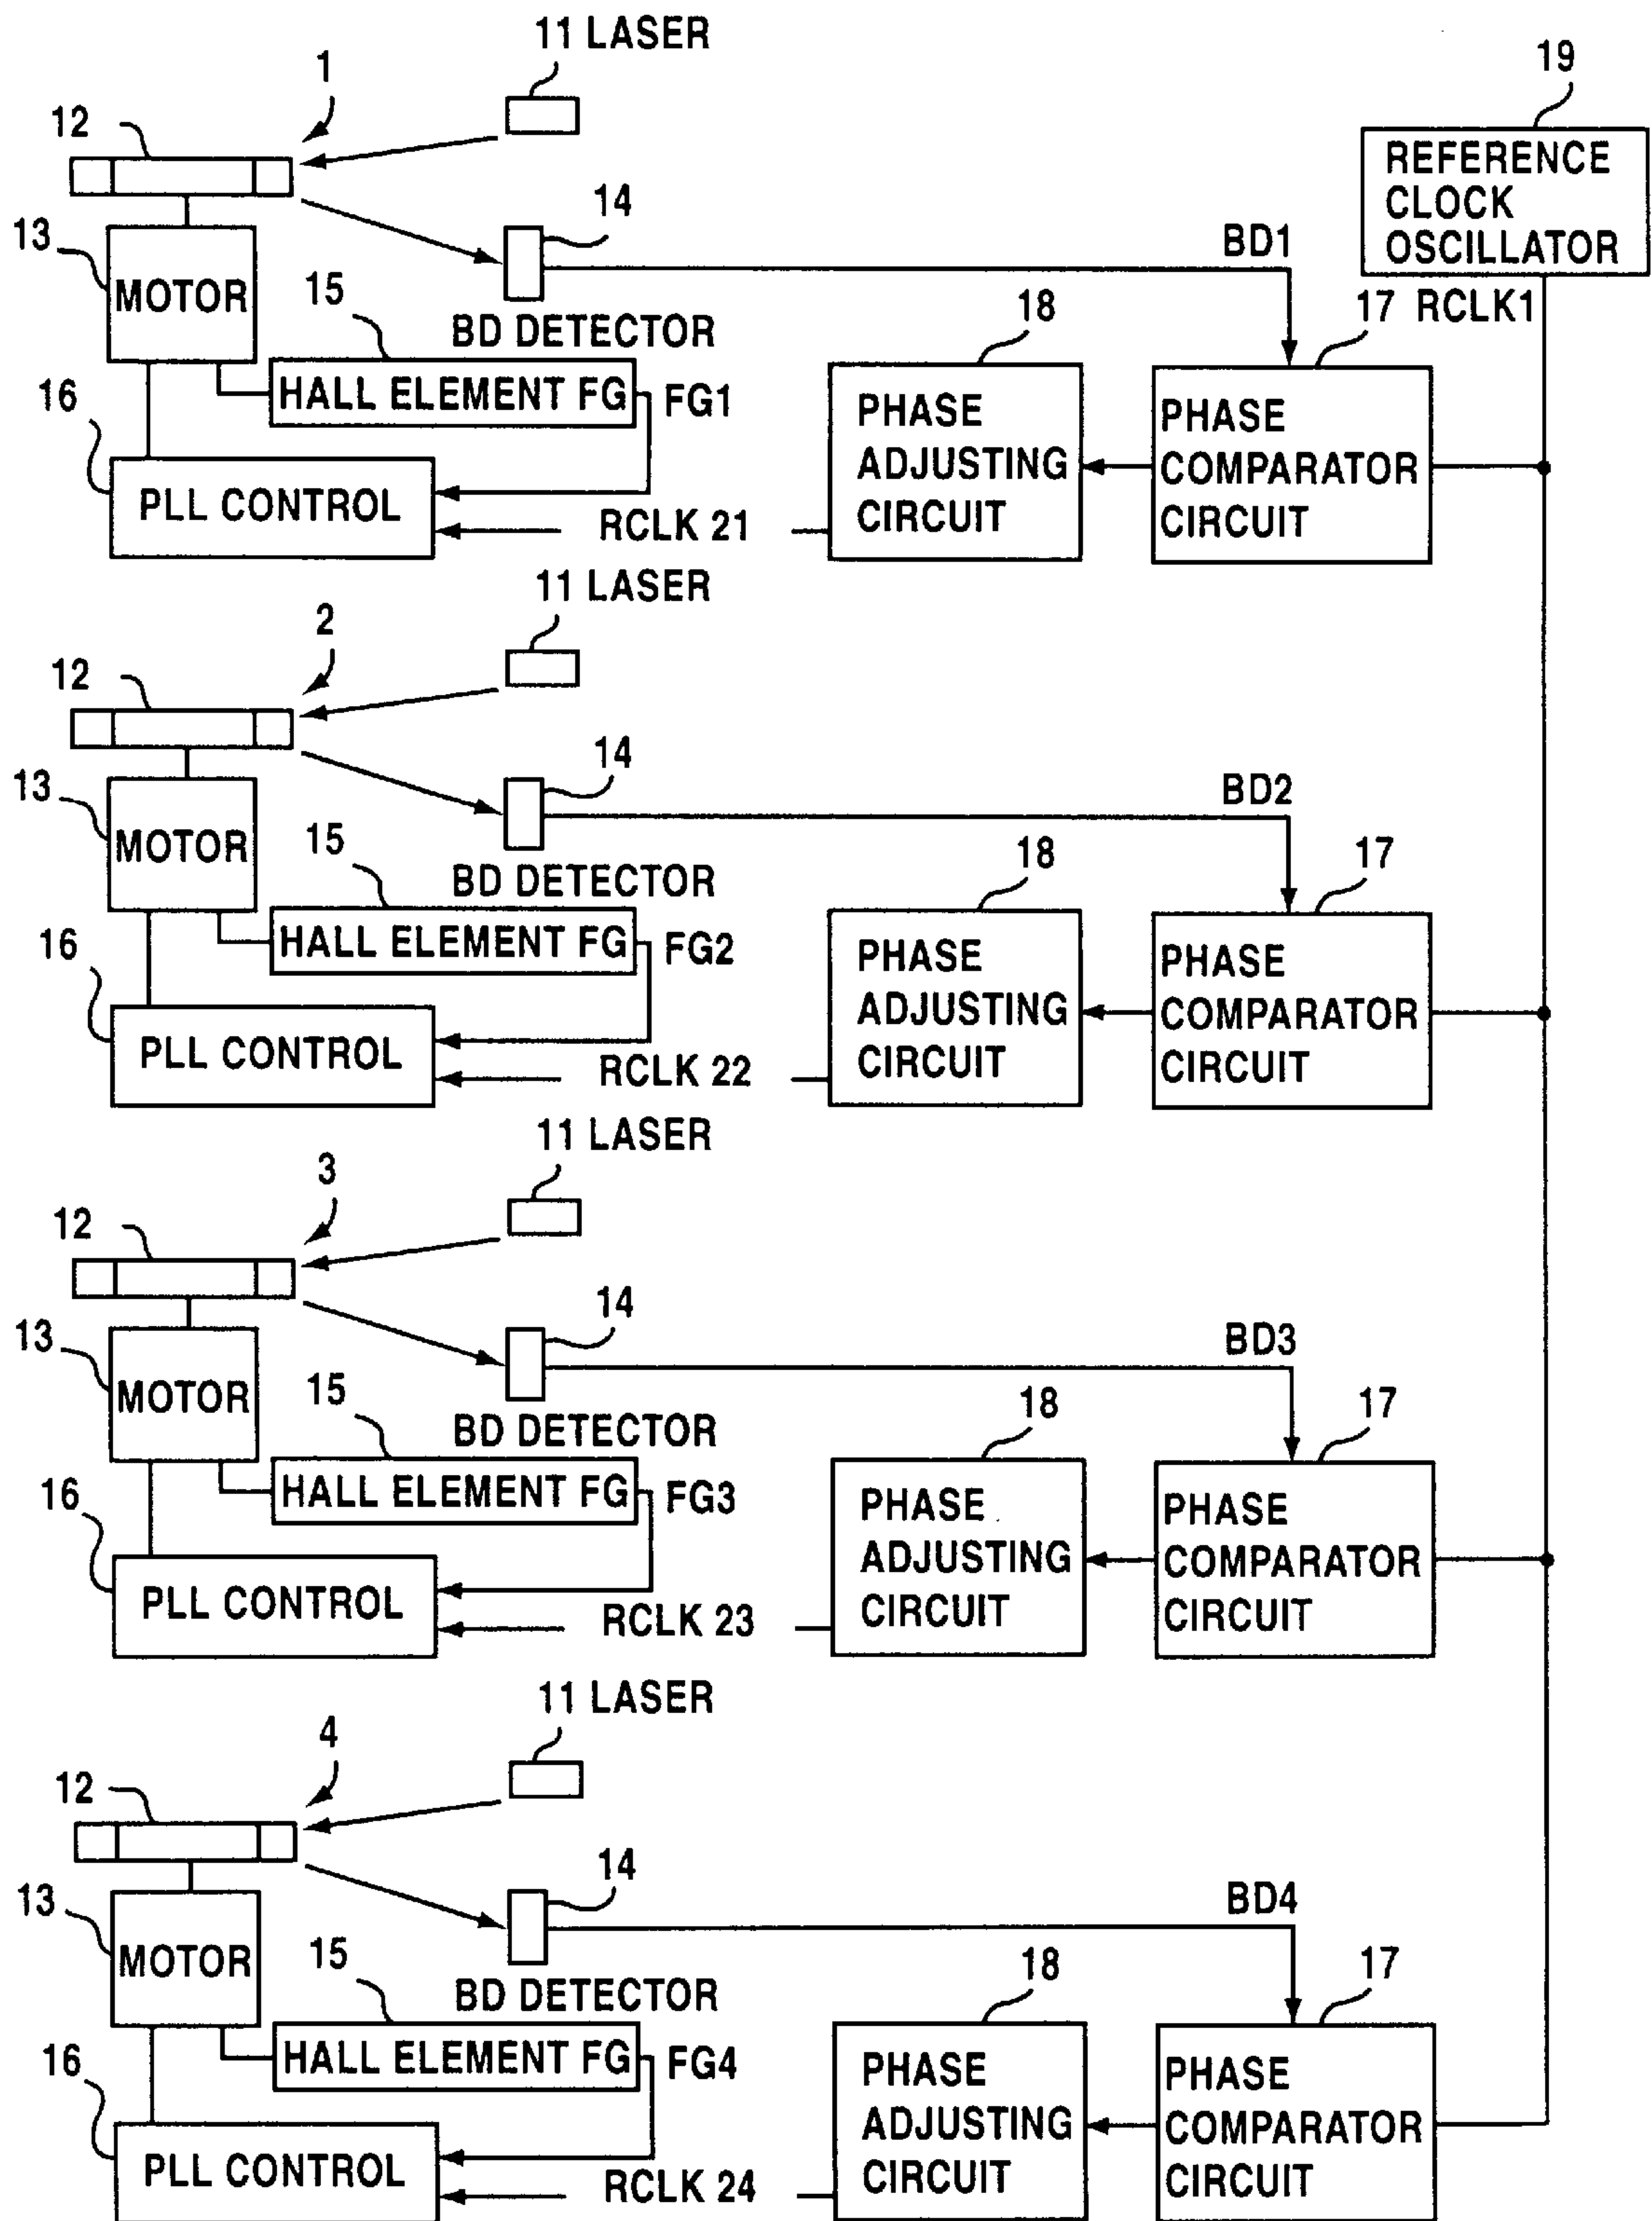 11 LASER
1
19
12
REFERENCE
CLOCK
OSCILLATOR
14
13
BD1
MOTOR
15
18
17 RCLK1
BD DETECTOR
16
HALL ELEMENT FG
FG1
PHASE
ADJUSTING
CIRCUIT
PHASE
COMPARATOR
CIRCUIT
PLL CONTROL
RCLK 21
11 LASER
2
12
14
13
BD2
MOTOR
15
18
17
BD DETECTOR
16
HALL ELEMENT FG
FG2
PHASE
ADJUSTING
CIRCUIT
PHASE
COMPARATOR
CIRCUIT
PLL CONTROL
RCLK 22
11 LASER
3
12
14
13
BD3
MOTOR
15
18
17
BD DETECTOR
16
HALL ELEMENT FG
FG3
PHASE
ADJUSTING
CIRCUIT
PHASE
COMPARATOR
CIRCUIT
PLL CONTROL
RCLK 23
11 LASER
4
12
14
13
BD4
MOTOR
15
18
17
BD DETECTOR
16
HALL ELEMENT FG
FG4
PHASE
ADJUSTING
CIRCUIT
PHASE
COMPARATOR
CIRCUIT
PLL CONTROL
RCLK 24